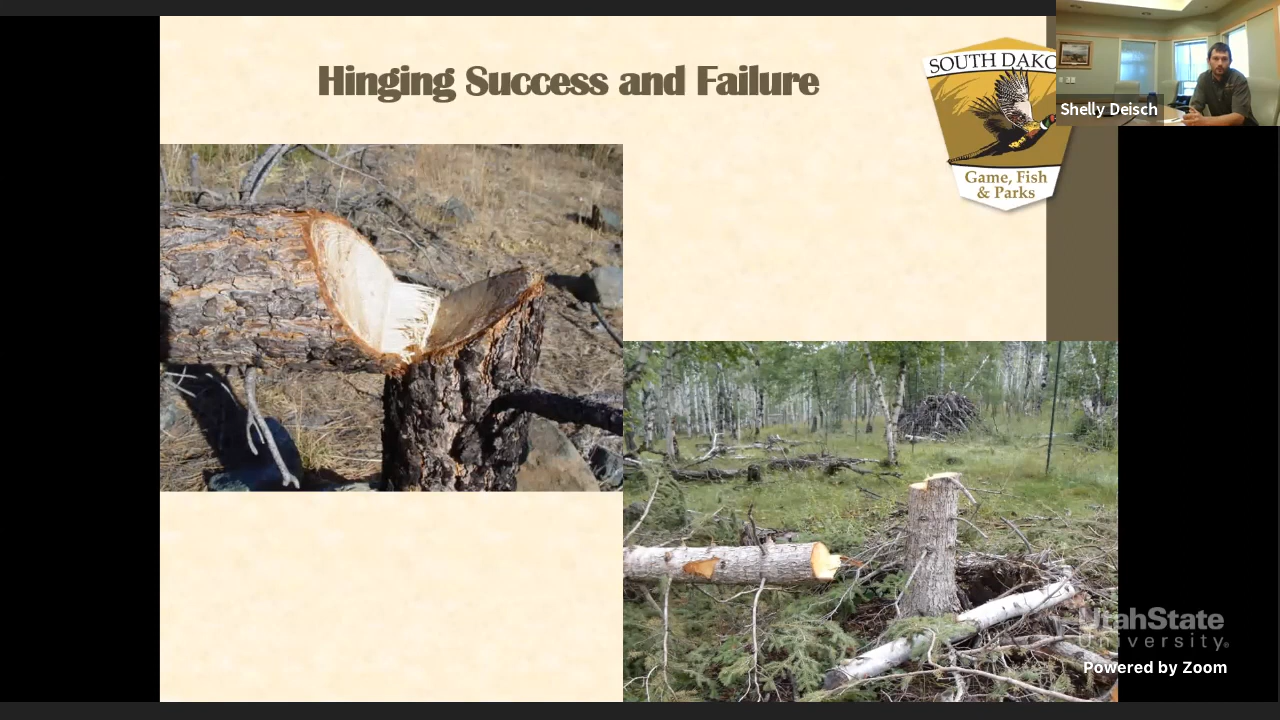 Hinging Success and Failure
SOUTH DAKO
Game, Fish
& Parks
Shelly Deisch
UtahState
University®
Powered by Zoom